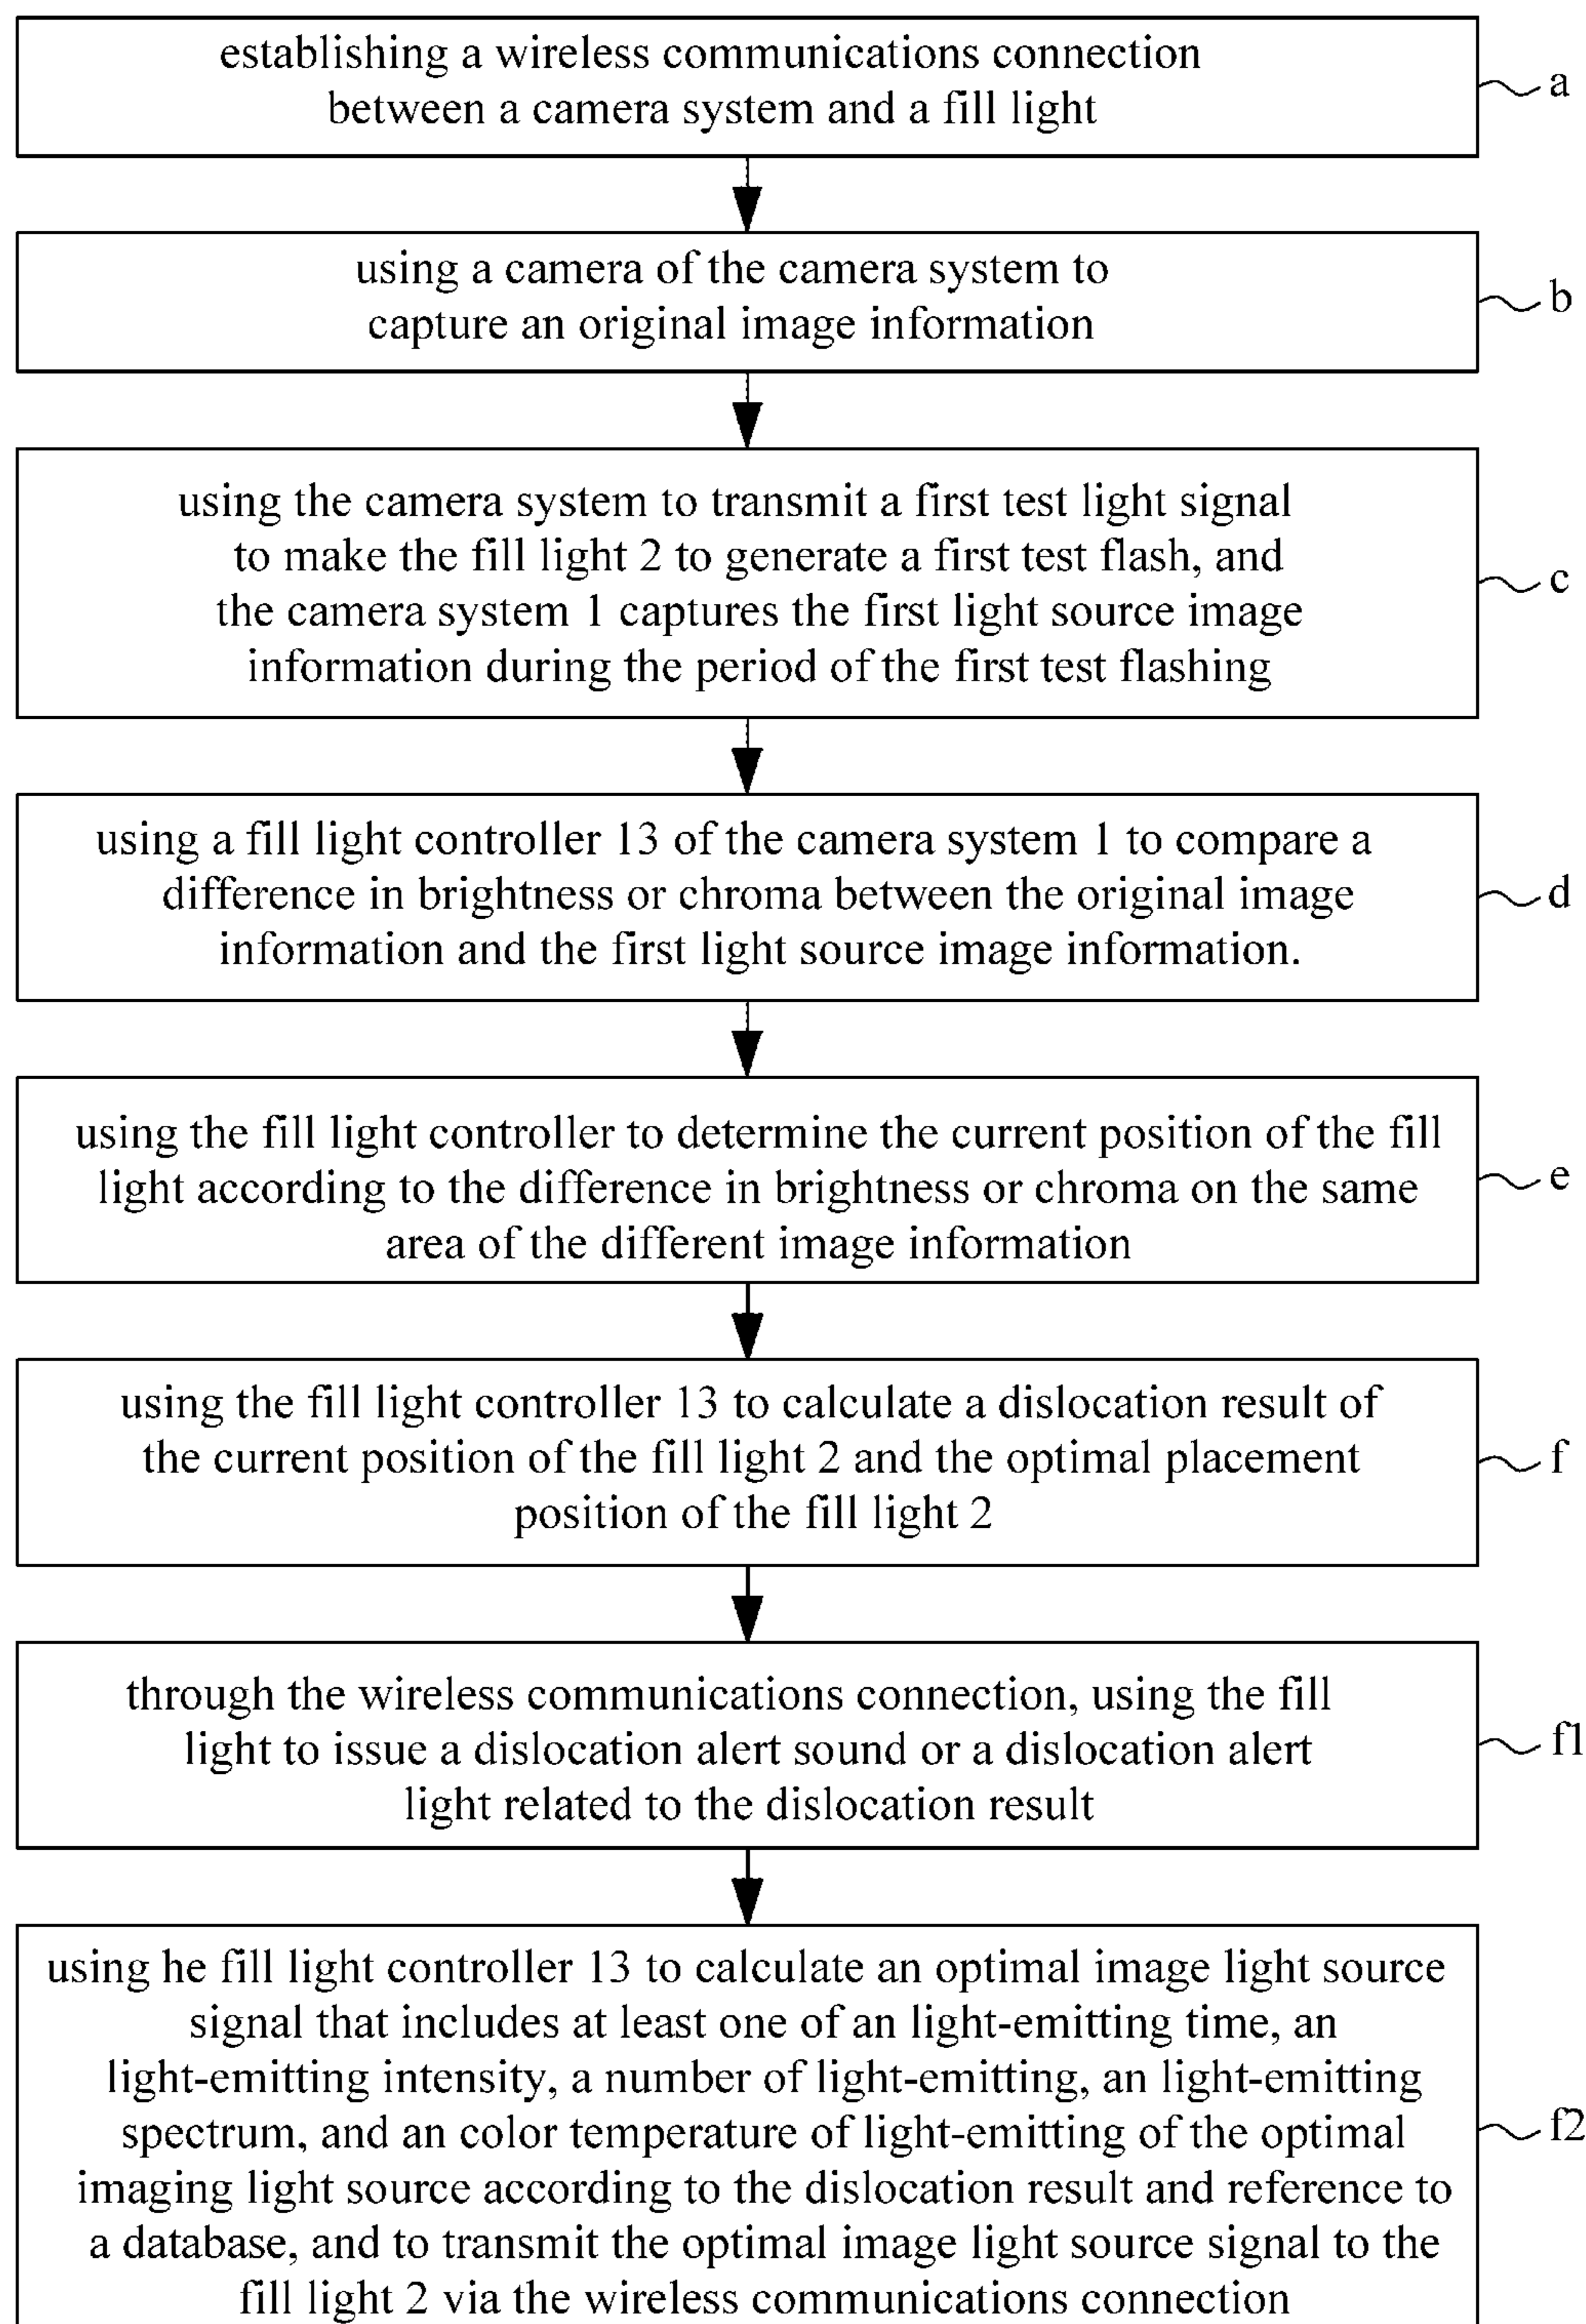 establishing a wireless communications connection
between a camera system and a fill light
a
using a camera of the camera system to
capture an original image information
b
using the camera system to transmit a first test light signal
to make the fill light 2 to generate a first test flash, and
the camera system 1 captures the first light source image
information during the period of the first test flashing
c
using a fill light controller 13 of the camera system 1 to compare a
difference in brightness or chroma between the original image
information and the first light source image information.
d
using the fill light controller to determine the current position of the fill
light according to the difference in brightness or chroma on the same
area of the different image information
e
using the fill light controller 13 to calculate a dislocation result of
the current position of the fill light 2 and the optimal placement
position of the fill light 2
f
through the wireless communications connection, using the fill
light to issue a dislocation alert sound or a dislocation alert
light related to the dislocation result
f1
using he fill light controller 13 to calculate an optimal image light source
signal that includes at least one of an light-emitting time, an
light-emitting intensity, a number of light-emitting, an light-emitting
spectrum, and an color temperature of light-emitting of the optimal
imaging light source according to the dislocation result and reference to
a database, and to transmit the optimal image light source signal to the
fill light 2 via the wireless communications connection
f2